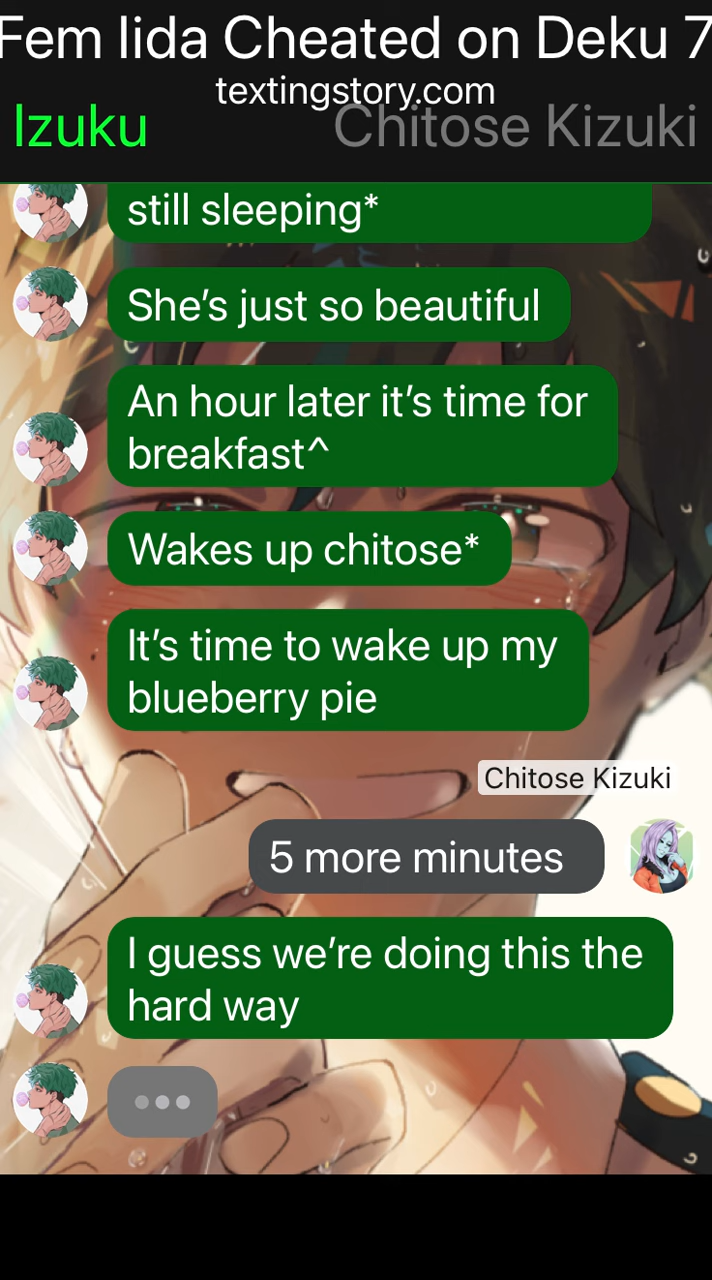 Fem Iida Cheated on Deku 7
textingstory.com
Izuku
Chitose Kizuki
still sleeping*
She’s just so beautiful
An hour later it’s time for
breakfast^
Wakes up chitose*
It’s time to wake up my
blueberry pie
Chitose Kizuki
5 more minutes
I guess we’re doing this the
hard way